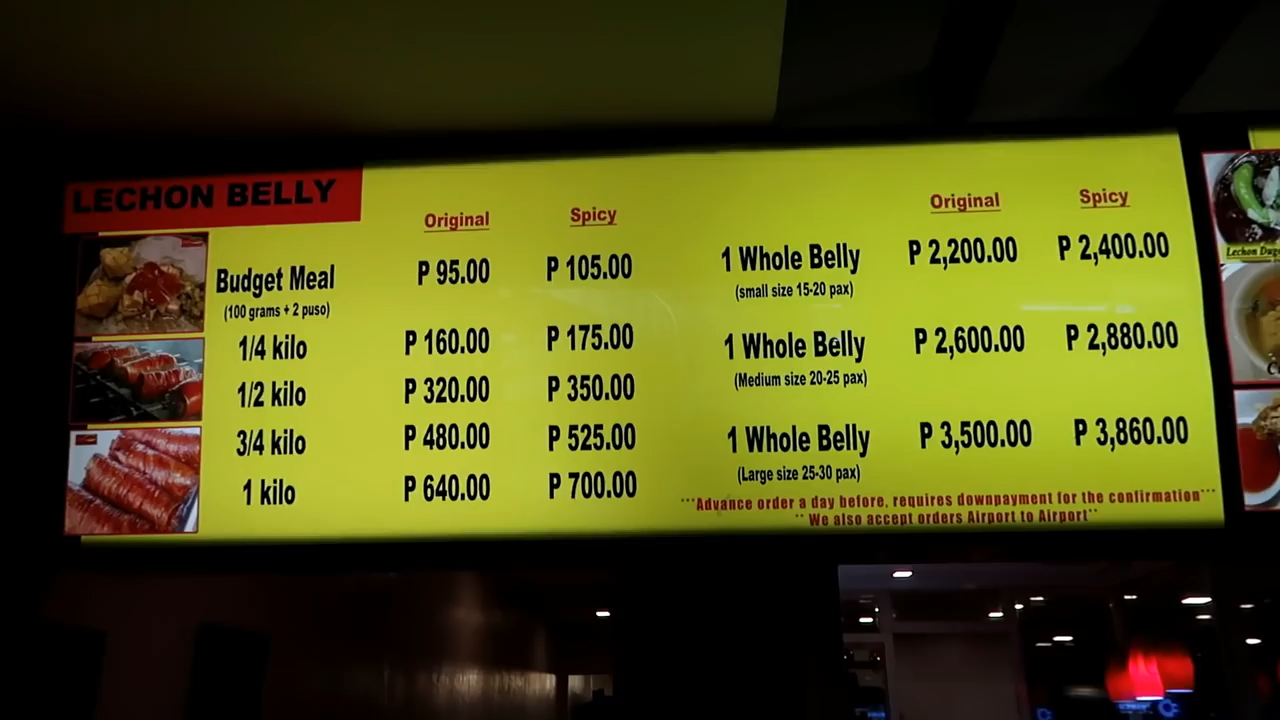 LECHON BELLY
Original Spicy
Budget Meal P 95.00 P 105.00
(100 grams + 2 puso)
1/4 kilo P 160.00 P 175.00
1/2 kilo P 320.00 P 350.00
3/4 kilo P 480.00 P 525.00
1 kilo P 640.00 P 700.00
Original Spicy
1 Whole Belly P 2,200.00 P 2,400.00
(small size 15-20 pax)
1 Whole Belly P 2,600.00 P 2,880.00
(Medium size 20-25 pax)
1 Whole Belly P 3,500.00 P 3,860.00
(Large size 25-30 pax)
***Advance order a day before, requires downpayment for the confirmation***
** We also accept orders Airport to Airport**
Lechon